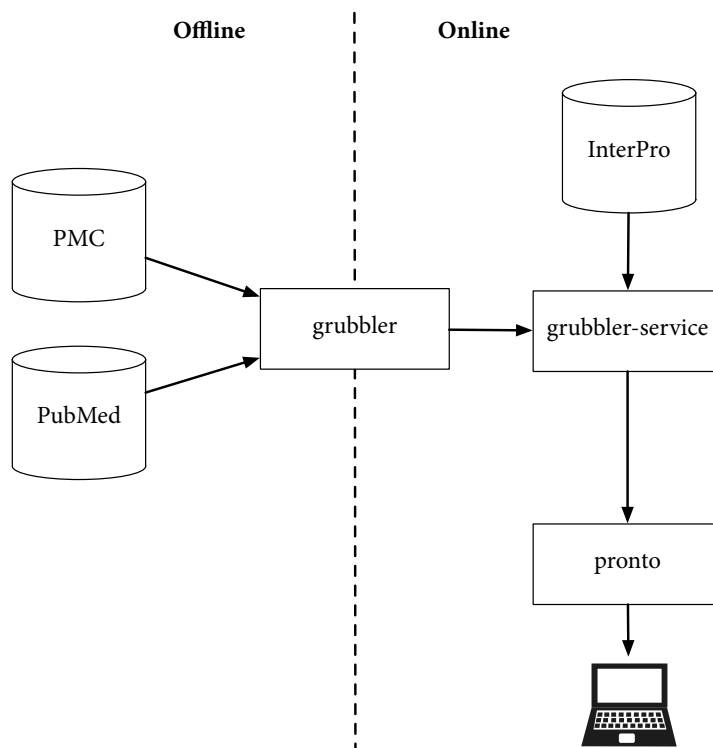 Offline
Online
InterPro
PMC
grubbler
grubbler-service
PubMed
pronto